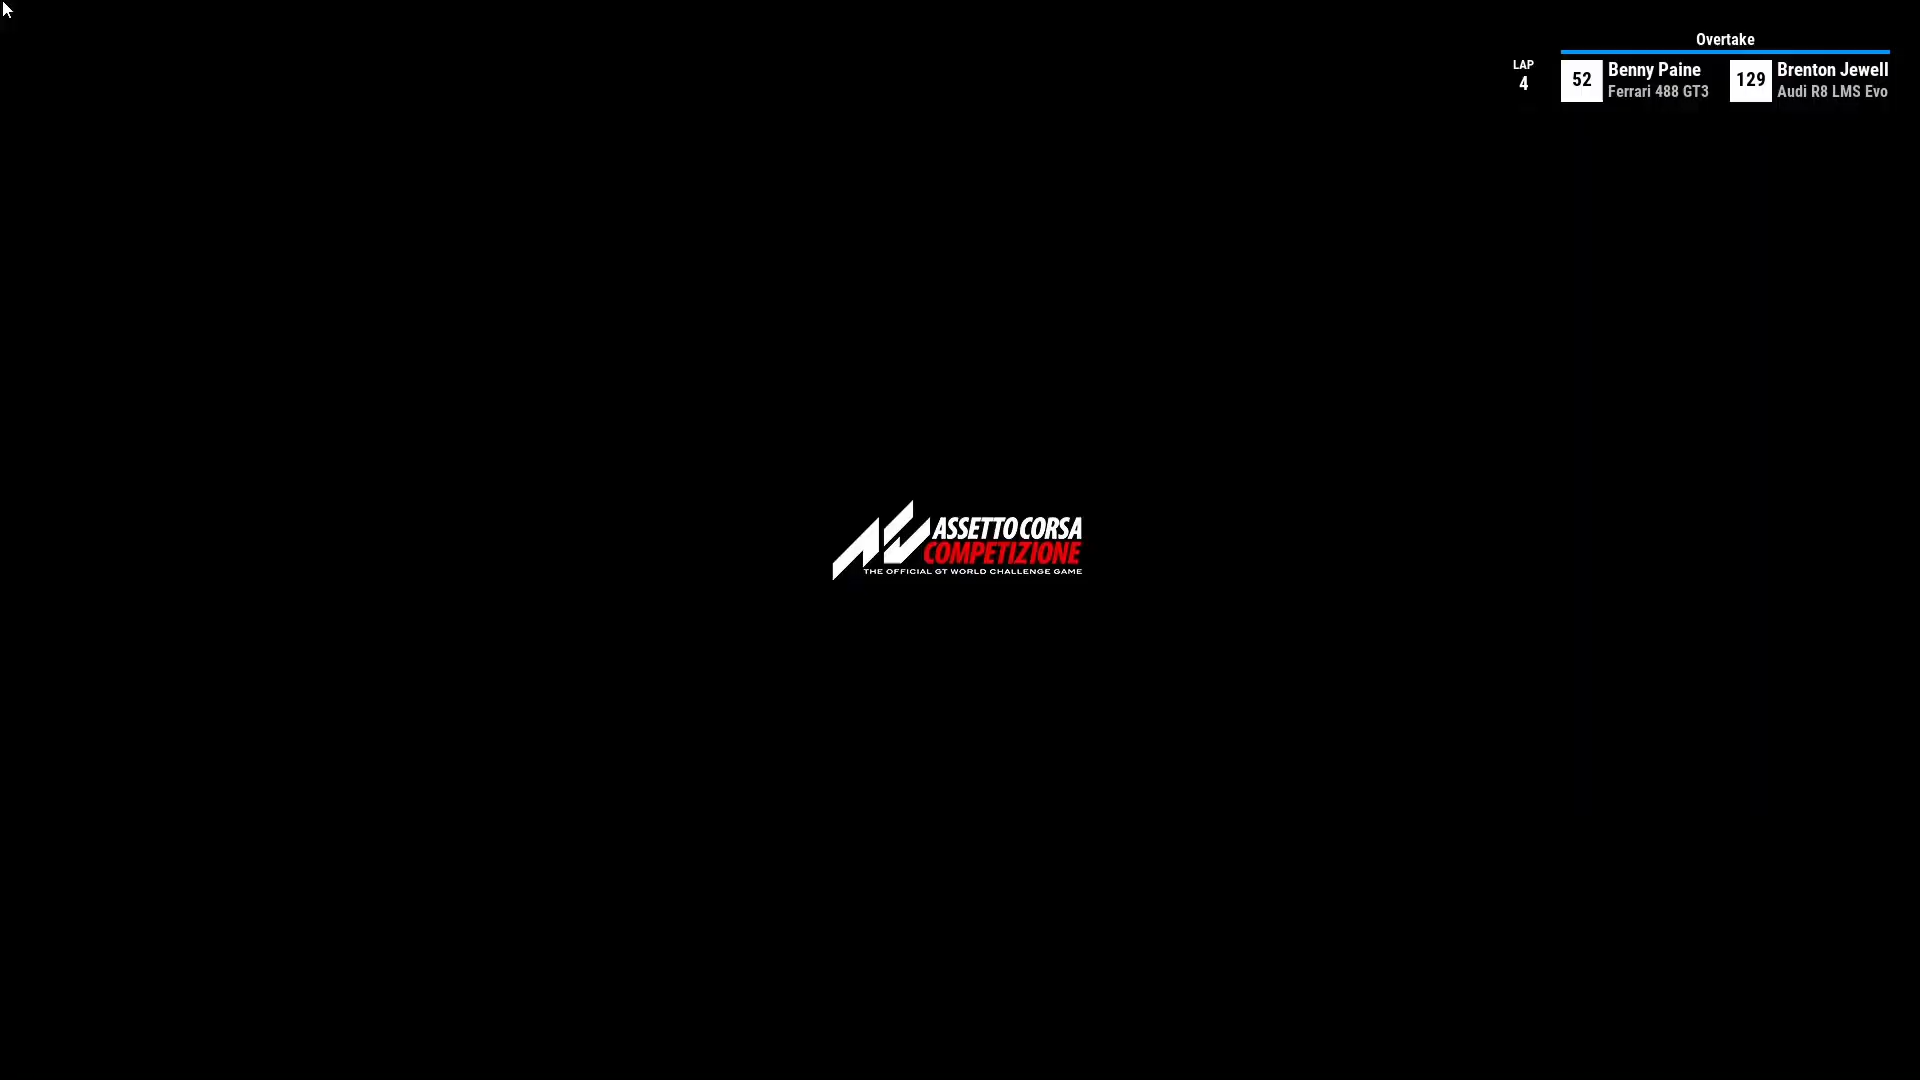 Overtake
LAP
4
52
Benny Paine
Ferrari 488 GT3
129
Brenton Jewell
Audi R8 LMS Evo
ASSETTO CORSA
COMPETIZIONE
THE OFFICIAL GT WORLD CHALLENGE GAME